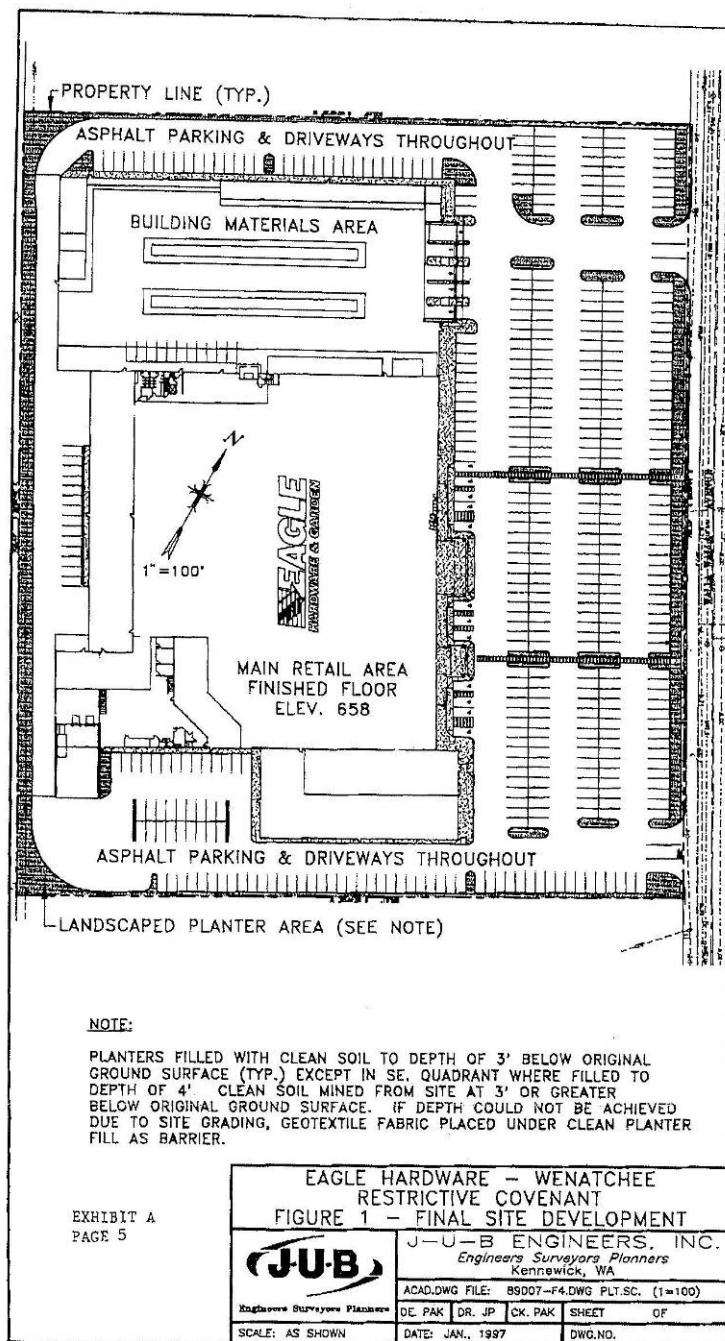 PROPERTY LINE (TYP.)
ASPHALT PARKING & DRIVEWAYS THROUGHOUT
BUILDING MATERIALS AREA
N
1"=100'
EAGLE
HARDWARE & GARDEN
WALLA WALLA AVENUE
MAIN RETAIL AREA
FINISHED FLOOR
ELEV. 658
ASPHALT PARKING & DRIVEWAYS THROUGHOUT
LANDSCAPED PLANTER AREA (SEE NOTE)
NOTE:
PLANTERS FILLED WITH CLEAN SOIL TO DEPTH OF 3' BELOW ORIGINAL
GROUND SURFACE (TYP.) EXCEPT IN SE. QUADRANT WHERE FILLED TO
DEPTH OF 4' CLEAN SOIL MINED FROM SITE AT 3' OR GREATER
BELOW ORIGINAL GROUND SURFACE. IF DEPTH COULD NOT BE ACHIEVED
DUE TO SITE GRADING, GEOTEXTILE FABRIC PLACED UNDER CLEAN PLANTER
FILL AS BARRIER.
EXHIBIT A
PAGE 5
EAGLE HARDWARE – WENATCHEE
RESTRICTIVE COVENANT
FIGURE 1 – FINAL SITE DEVELOPMENT
J·U·B
Engineers Surveyors Planners
J-U-B ENGINEERS, INC.
Engineers Surveyors Planners
Kennewick, WA
ACAD.DWG FILE: 89007-F4.DWG PLT.SC. (1=100)
DE. PAK DR. JP CK. PAK SHEET OF
SCALE: AS SHOWN DATE: JAN., 1997 DWG.NO.